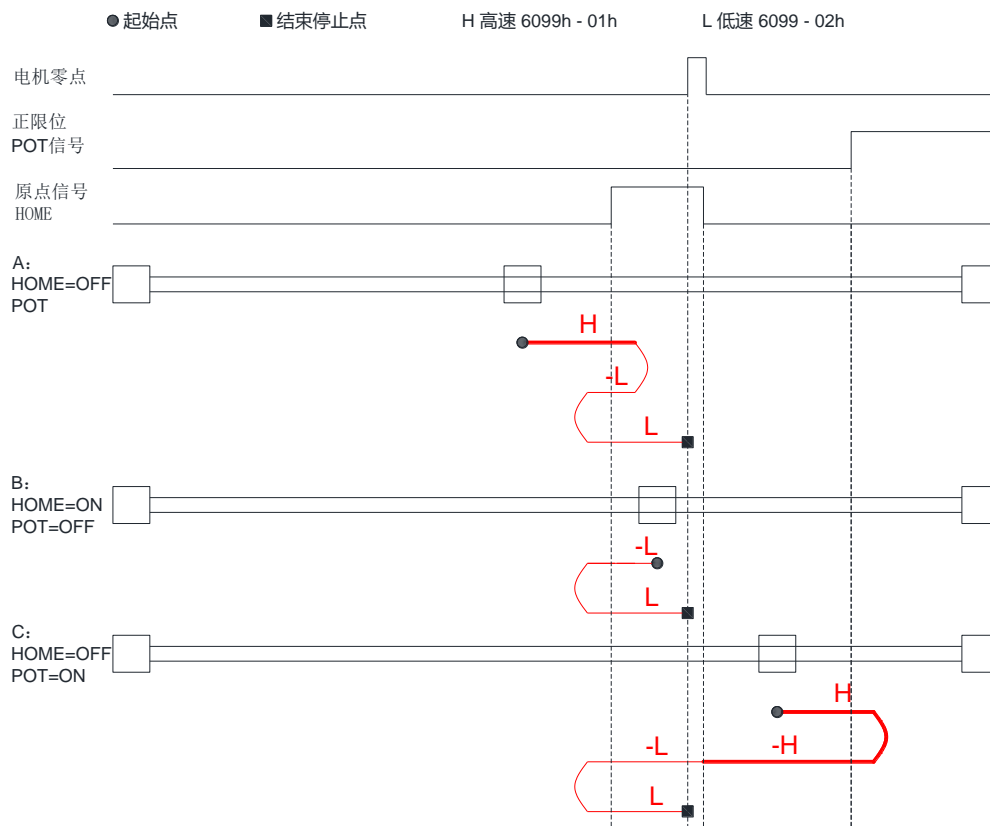 起始点 结束停止点 H 高速 6099h - 01h L 低速 6099 - 02h
电机零点
正限位
POT信号
原点信号
HOME
A:
HOME=OFF
POT
H
-L
L
B:
HOME=ON
POT=OFF
-L
L
C:
HOME=OFF
POT=ON
H
-H
-L
L